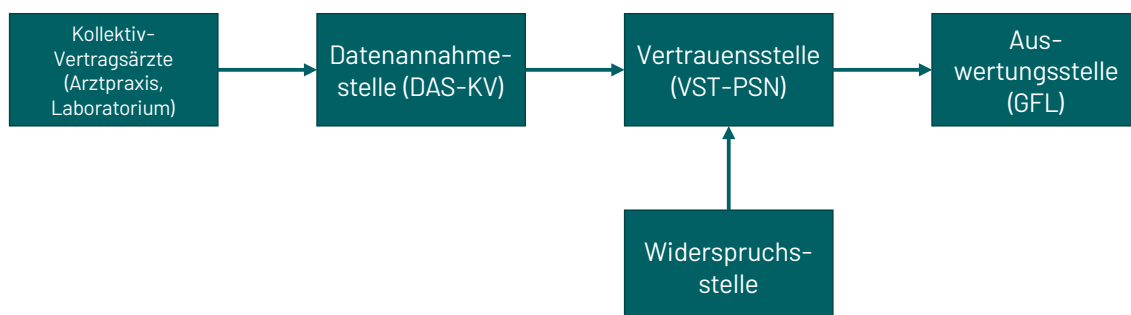 Kollektiv-
Vertragsärzte
(Arztpraxis,
Laboratorium)
Datenannahme-
stelle (DAS-KV)
Vertrauensstelle
(VST-PSN)
Aus-
wertungsstelle
(GFL)
Widerspruchs-
stelle